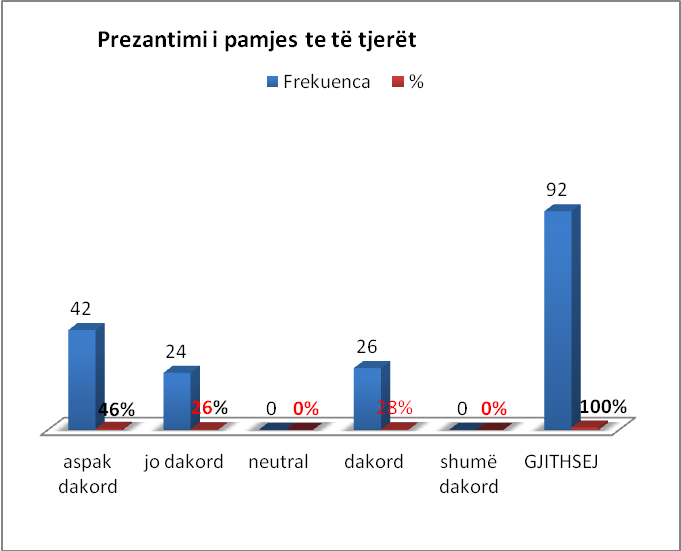 Prezantimi i pamjes te të tjerët
Frekuenca %
92
42
24
26
0
0
46%
26%
0%
28%
0%
100%
aspak dakord
jo dakord
neutral
dakord
shumë dakord
GJITHSEJ